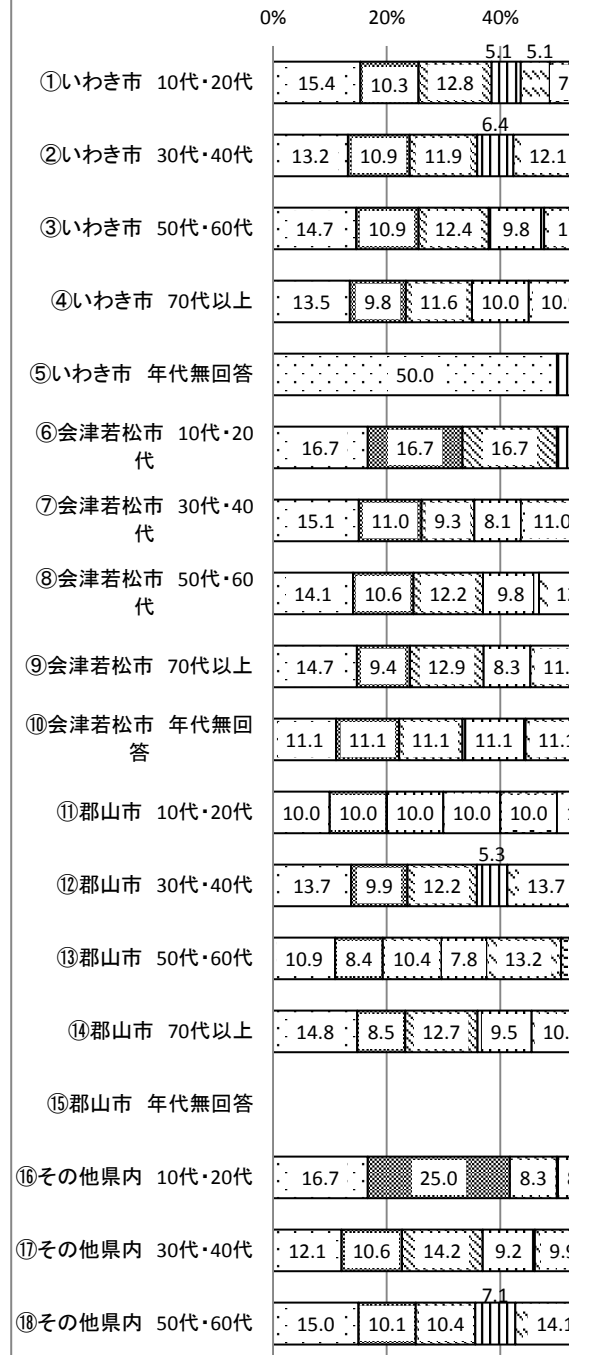 0% 20% 40%
5.1 5.1
①いわき市 10代・20代 15.4 10.3 12.8 7
6.4
②いわき市 30代・40代 13.2 10.9 11.9 12.1
③いわき市 50代・60代 14.7 10.9 12.4 9.8 1
④いわき市 70代以上 13.5 9.8 11.6 10.0 10.
⑤いわき市 年代無回答 50.0
⑥会津若松市 10代・20
代 16.7 16.7 16.7
⑦会津若松市 30代・40
代 15.1 11.0 9.3 8.1 11.0
⑧会津若松市 50代・60
代 14.1 10.6 12.2 9.8 1
⑨会津若松市 70代以上 14.7 9.4 12.9 8.3 11.
⑩会津若松市 年代無回
答 11.1 11.1 11.1 11.1 11.1
⑪郡山市 10代・20代 10.0 10.0 10.0 10.0 10.0
5.3
⑫郡山市 30代・40代 13.7 9.9 12.2 13.7
⑬郡山市 50代・60代 10.9 8.4 10.4 7.8 13.2
⑭郡山市 70代以上 14.8 8.5 12.7 9.5 10.
⑮郡山市 年代無回答
⑯その他県内 10代・20代 16.7 25.0 8.3
⑰その他県内 30代・40代 12.1 10.6 14.2 9.2 9.9
7.1
⑱その他県内 50代・60代 15.0 10.1 10.4 14.1